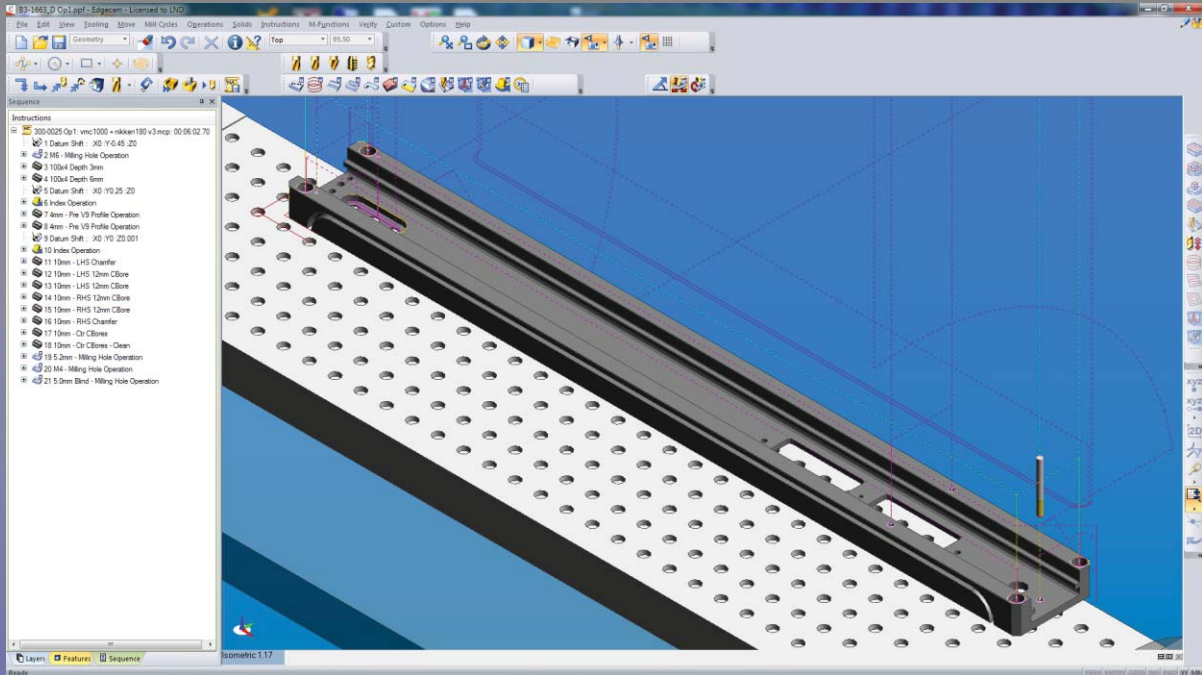 B3-1663_D Op1.ppf - Edgecam - Licensed to LND
File Edit View Tooling Move Mill Cycles Operations Solids Instructions M-Functions Verify Custom Options Help
Geometry Top 95.50
Sequence
Instructions
300-0025 Op1: vmc1000 + nikken180 v3.mcp: 00:06:02.70
1 Datum Shift : :X0 :Y-0.45 :Z0
2 M6 - Milling Hole Operation
3 100x4 Depth 3mm
4 100x4 Depth 6mm
5 Datum Shift : :X0 :Y0.25 :Z0
6 Index Operation
7 4mm - Pre V9 Profile Operation
8 4mm - Pre V9 Profile Operation
9 Datum Shift : :X0 :Y0 :Z0.001
10 Index Operation
11 10mm - LHS Chamfer
12 10mm - LHS 12mm CBore
13 10mm - LHS 12mm CBore
14 10mm - RHS 12mm CBore
15 10mm - RHS 12mm CBore
16 10mm - RHS Chamfer
17 10mm - Ctr CBores
18 10mm - Ctr CBores - Clean
19 5.2mm - Milling Hole Operation
20 M4 - Milling Hole Operation
21 5.0mm Blind - Milling Hole Operation
xyz
xyz
2D
Layers Features Sequence
Isometric 1.17
Ready